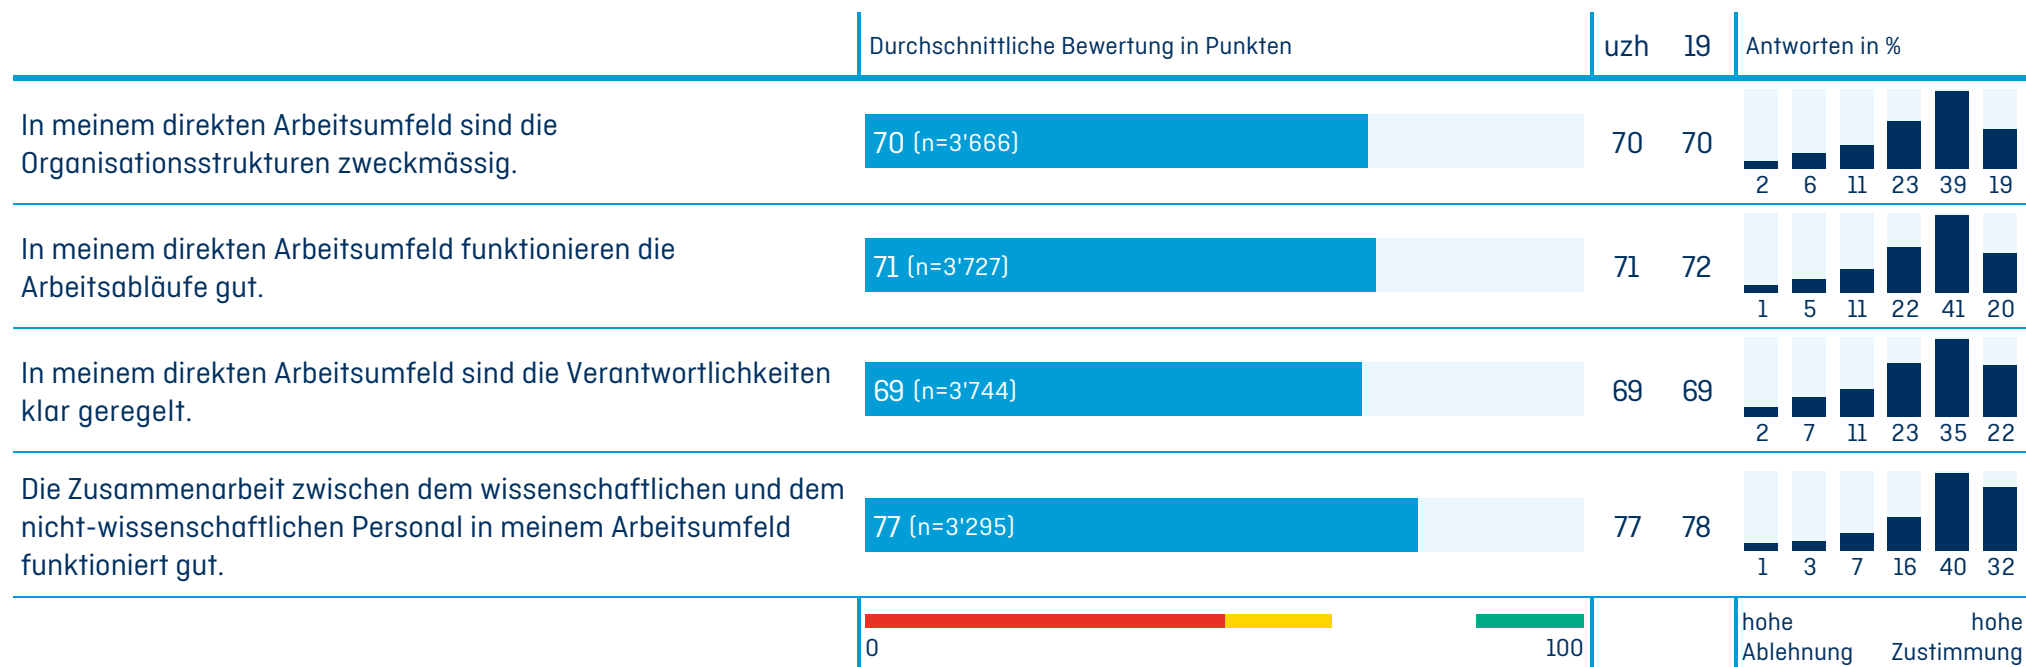 Durchschnittliche Bewertung in Punkten uzh 19 Antworten in %
In meinem direkten Arbeitsumfeld sind die
Organisationsstrukturen zweckmässig.
70 (n=3'666) 70 70
2 6 11 23 39 19
In meinem direkten Arbeitsumfeld funktionieren die
Arbeitsabläufe gut.
71 (n=3'727) 71 72
1 5 11 22 41 20
In meinem direkten Arbeitsumfeld sind die Verantwortlichkeiten
klar geregelt.
69 (n=3'744) 69 69
2 7 11 23 35 22
Die Zusammenarbeit zwischen dem wissenschaftlichen und dem
nicht-wissenschaftlichen Personal in meinem Arbeitsumfeld
funktioniert gut.
77 (n=3'295) 77 78
1 3 7 16 40 32
0 100
hohe hohe
Ablehnung Zustimmung